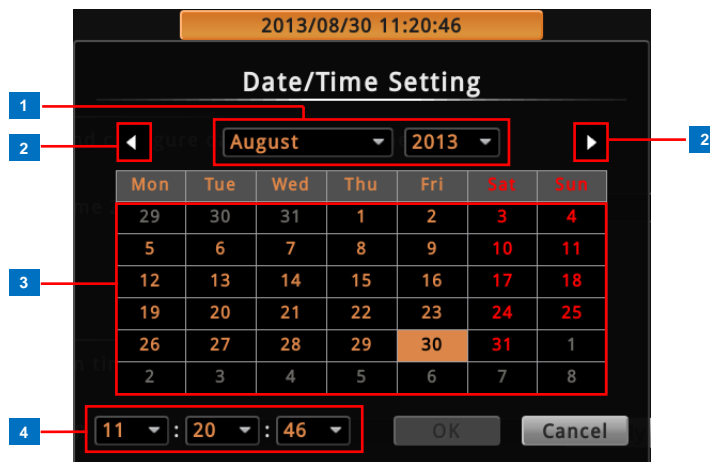 2013/08/30 11:20:46
Date/Time Setting
1
2 August 2013 2
Mon Tue Wed Thu Fri Sat Sun
29 30 31 1 2 3 4
5 6 7 8 9 10 11
3 12 13 14 15 16 17 18
19 20 21 22 23 24 25
26 27 28 29 30 31 1
2 3 4 5 6 7 8
4 11 : 20 : 46 OK Cancel